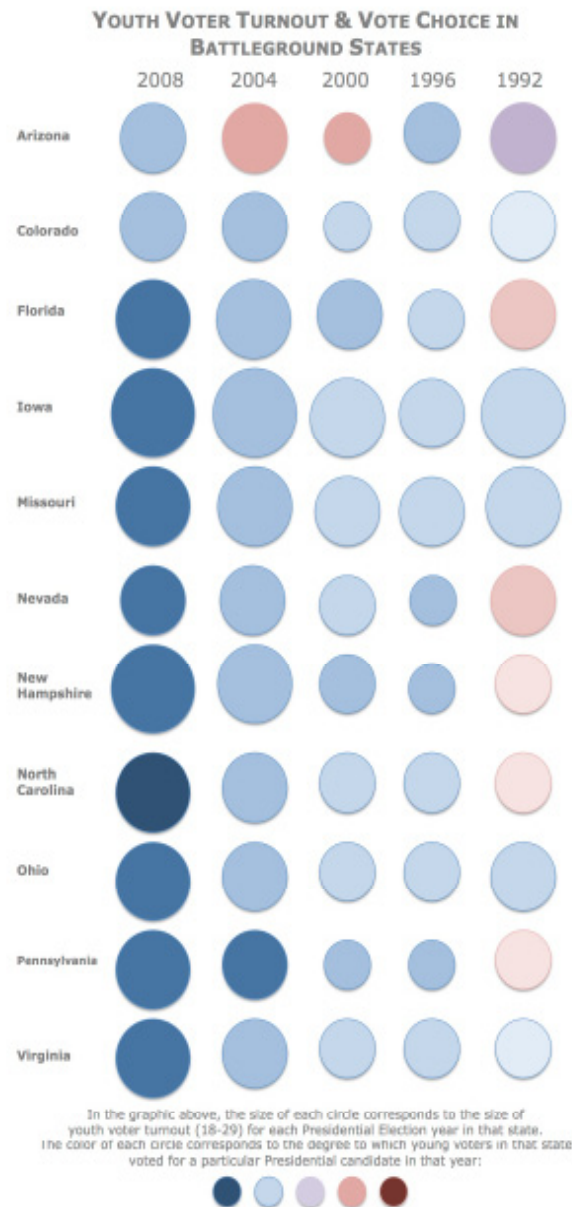 YOUTH VOTER TURNOUT & VOTE CHOICE IN
BATTLEGROUND STATES
2008 2004 2000 1996 1992
Arizona
Colorado
Florida
Iowa
Missouri
Nevada
New
Hampshire
North
Carolina
Ohio
Pennsylvania
Virginia
In the graphic above, the size of each circle corresponds to the size of
youth voter turnout (18-29) for each Presidential Election year in that state.
The color of each circle corresponds to the degree to which young voters in that state
voted for a particular Presidential candidate in that year: